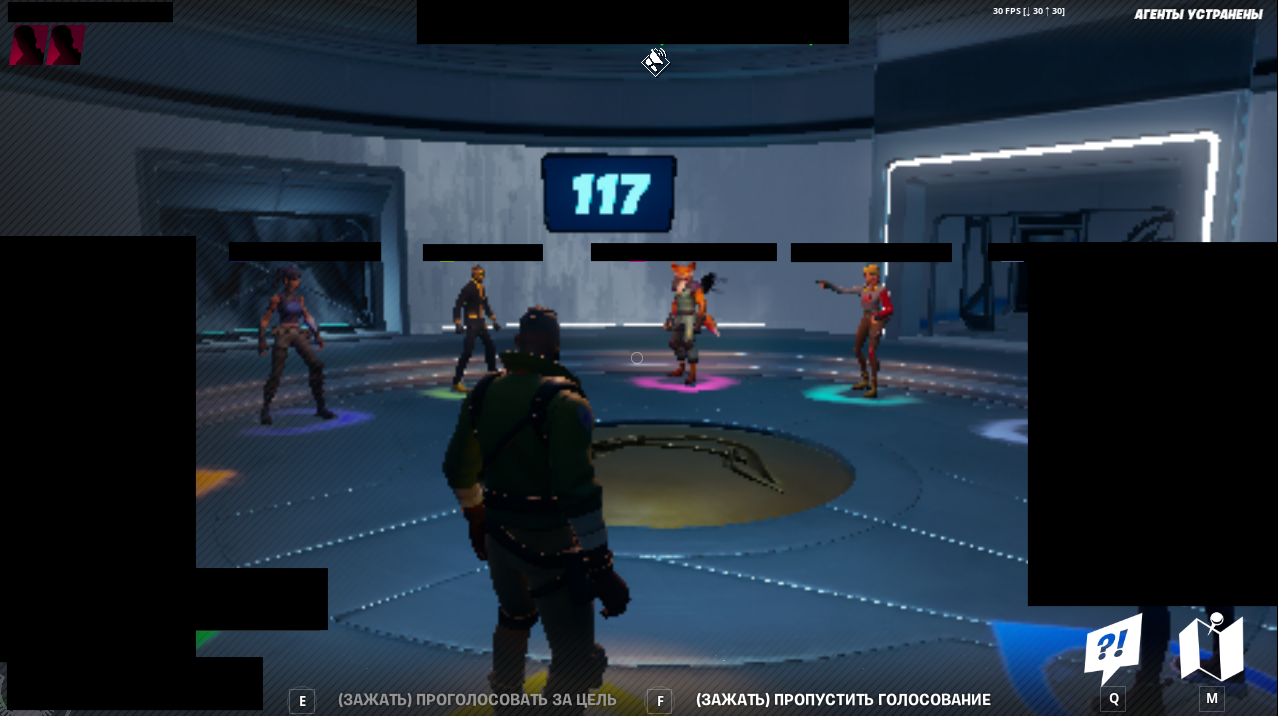 30 FPS [↓ 30 ↑ 30]
АГЕНТЫ УСТРАНЕНЫ
117
?!
E (ЗАЖАТЬ) ПРОГОЛОСОВАТЬ ЗА ЦЕЛЬ F (ЗАЖАТЬ) ПРОПУСТИТЬ ГОЛОСОВАНИЕ Q M